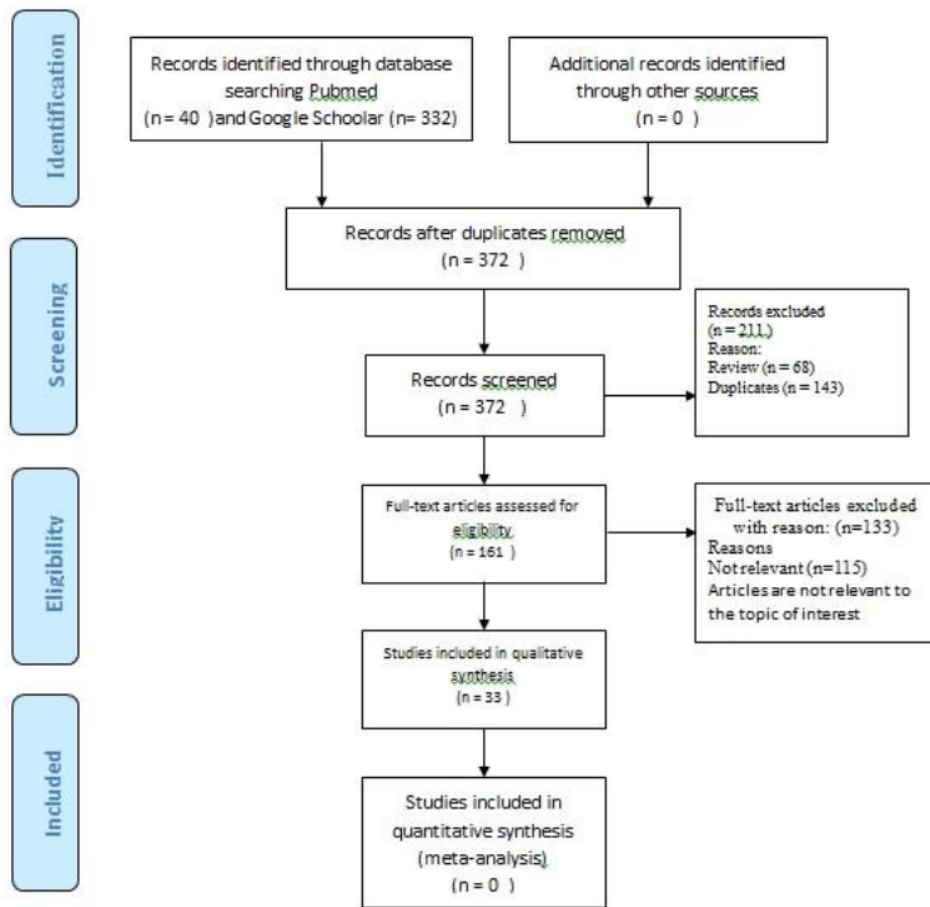 Identification
Records identified through database
searching Pubmed
(n = 40 ) and Google Schoolar (n= 332)
Additional records identified
through other sources
(n = 0 )
Records after duplicates removed
(n = 372 )
Screening
Records screened
(n = 372 )
Records excluded
(n = 211)
Reason:
Review (n = 68)
Duplicates (n = 143)
Eligibility
Full-text articles assessed for
eligibility
(n = 161 )
Full-text articles excluded
with reason: (n=133)
Reasons
Not relevant (n=115)
Articles are not relevant to
the topic of interest
Studies included in qualitative
synthesis
(n = 33 )
Included
Studies included in
quantitative synthesis
(meta-analysis)
(n = 0 )